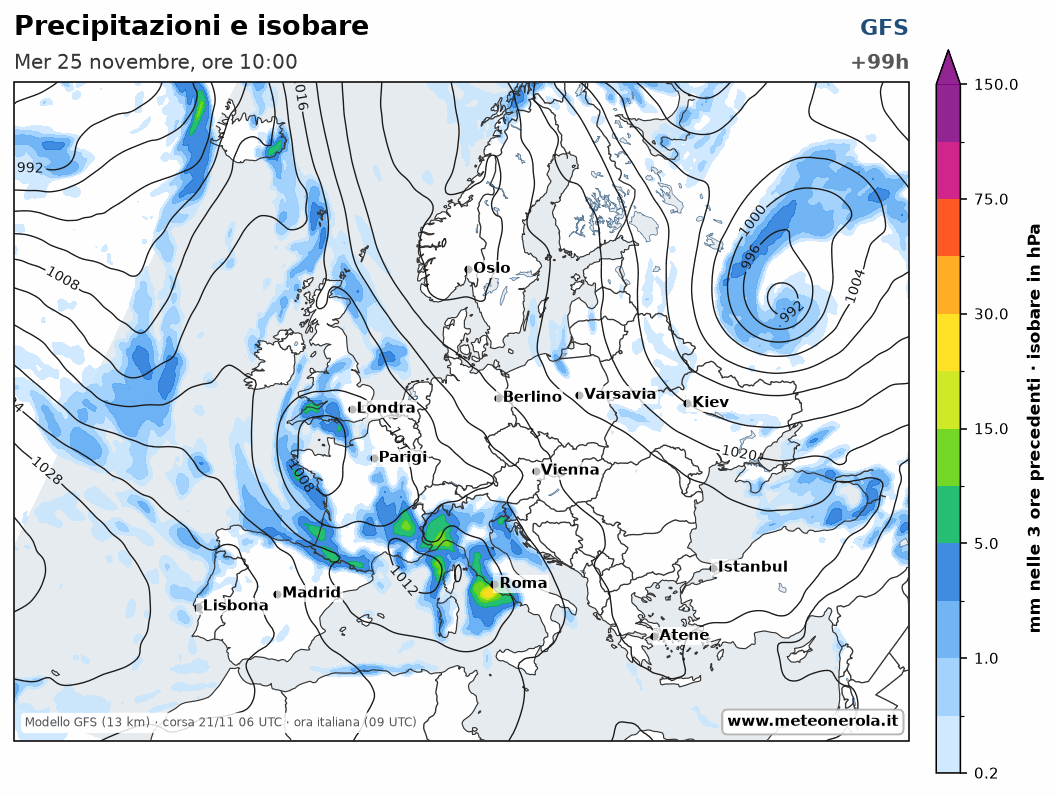 Precipitazioni e isobare
GFS
Mer 25 novembre, ore 10:00
+99h
016
992
1000
996
1008
1004
992
Oslo
Berlino
Varsavia
Kiev
Londra
Parigi
1020
Vienna
1028
1008
1012
Istanbul
Roma
Madrid
Lisbona
Atene
Modello GFS (13 km) · corsa 21/11 06 UTC · ora italiana (09 UTC)
www.meteonerola.it
150.0
75.0
30.0
15.0
5.0
1.0
0.2
mm nelle 3 ore precedenti · isobare in hPa